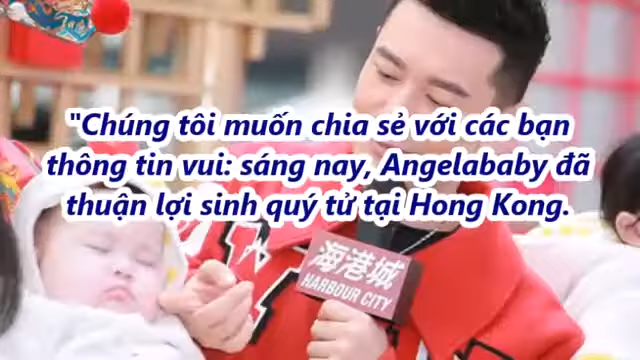 "Chúng tôi muốn chia sẻ với các bạn
thông tin vui: sáng nay, Angelababy đã
thuận lợi sinh quý tử tại Hong Kong.
海港城
HARBOUR CITY